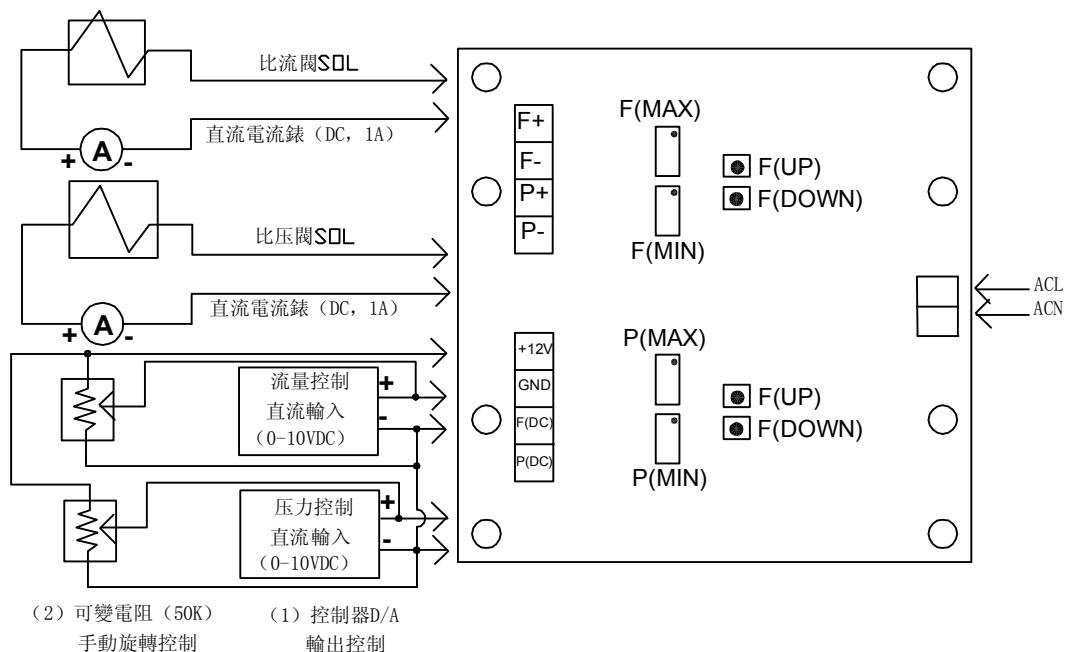 比流閥SOL
直流電流錶（DC，1A）
+ A -
比压閥SOL
直流電流錶（DC，1A）
+ A -
流量控制
直流輸入
（0-10VDC）
+
-
压力控制
直流輸入
（0-10VDC）
+
-
（2）可變電阻（50K）
手動旋轉控制
（1）控制器D/A
輸出控制
F+
F-
P+
P-
+12V
GND
F(DC)
P(DC)
F(MAX)
F(MIN)
F(UP)
F(DOWN)
P(MAX)
P(MIN)
F(UP)
F(DOWN)
ACL
ACN